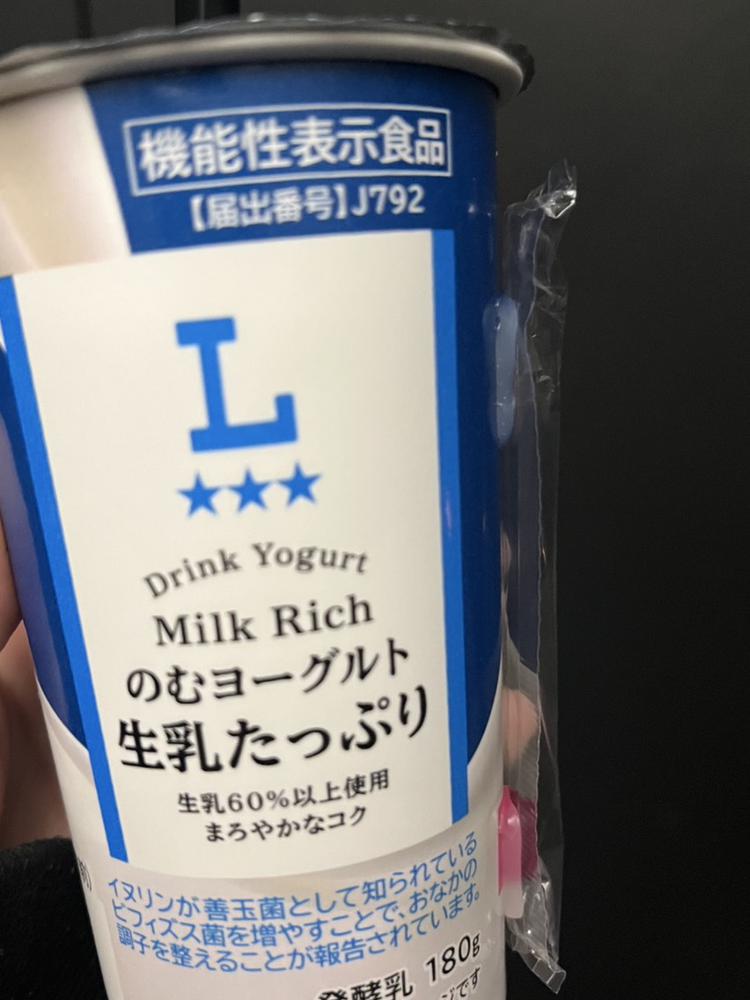 機能性表示食品
【届出番号】J792
L
★★★
Drink Yogurt
Milk Rich
のむヨーグルト
生乳たっぷり
生乳60%以上使用
まろやかなコク
イヌリンが善玉菌として知られている
ビフィズス菌を増やすことで、おなかの
調子を整えることが報告されています。
発酵乳 180g
です